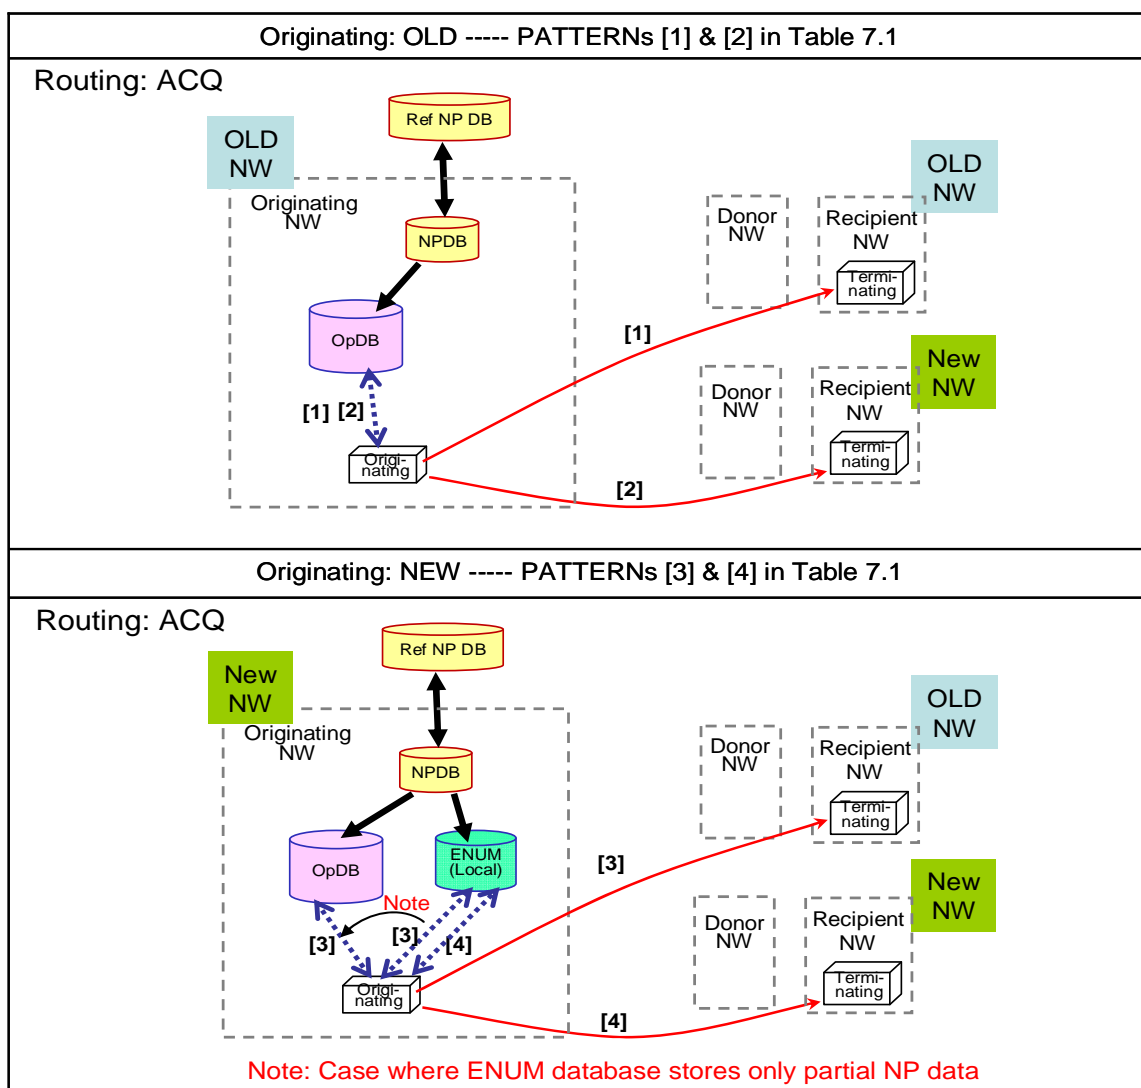 Originating: OLD ----- PATTERNs [1] & [2] in Table 7.1
Routing: ACQ
Ref NP DB
OLD
NW
OLD
NW
Originating
NW
Donor
NW
Recipient
NW
NPDB
Termi-
nating
OpDB
[1]
New
NW
Donor
NW
Recipient
NW
[1]
[2]
Termi-
nating
Origi-
nating
[2]
Originating: NEW ----- PATTERNs [3] & [4] in Table 7.1
Routing: ACQ
Ref NP DB
New
NW
OLD
NW
Originating
NW
Donor
NW
Recipient
NW
NPDB
Termi-
nating
OpDB
ENUM
(Local)
[3]
New
NW
Note
Donor
NW
Recipient
NW
[3]
[3]
[4]
Termi-
nating
Origi-
nating
[4]
Note: Case where ENUM database stores only partial NP data